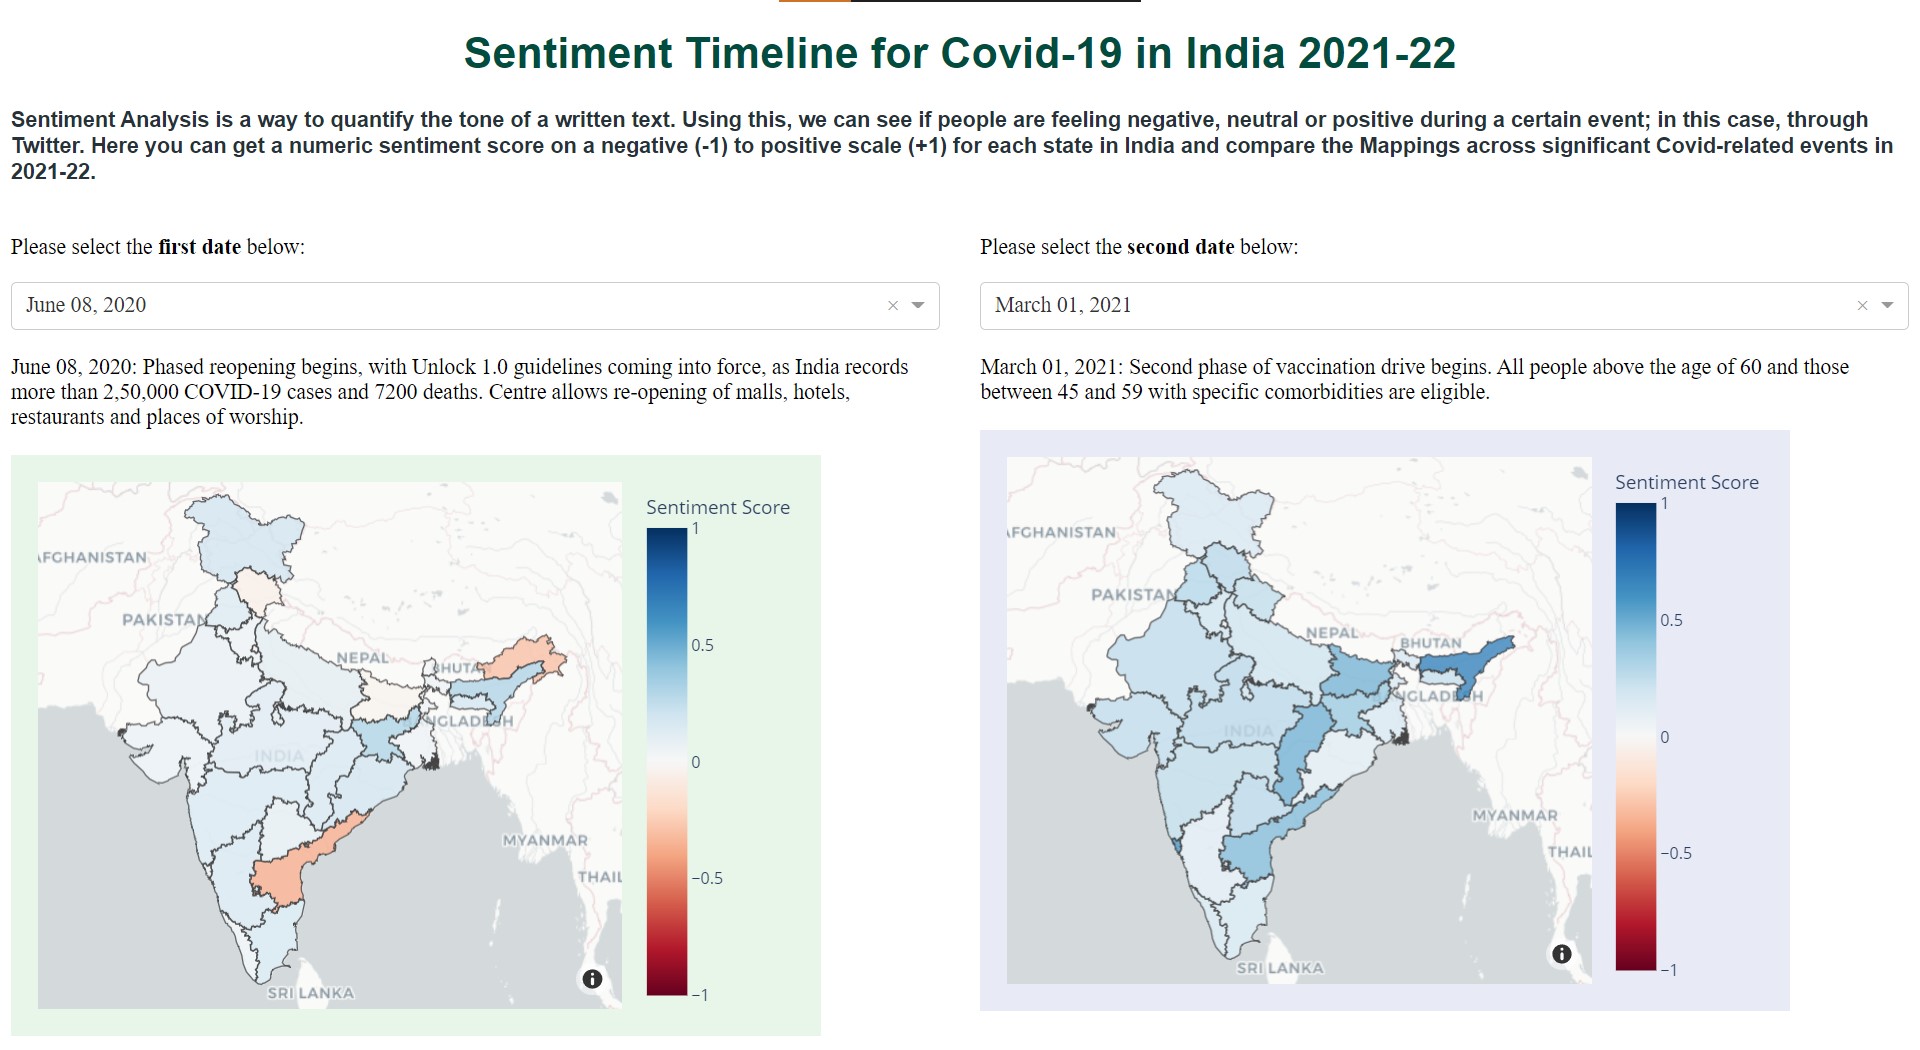 Sentiment Timeline for Covid-19 in India 2021-22
Sentiment Analysis is a way to quantify the tone of a written text. Using this, we can see if people are feeling negative, neutral or positive during a certain event; in this case, through
Twitter. Here you can get a numeric sentiment score on a negative (-1) to positive scale (+1) for each state in India and compare the Mappings across significant Covid-related events in
2021-22.
Please select the first date below:
June 08, 2020
June 08, 2020: Phased reopening begins, with Unlock 1.0 guidelines coming into force, as India records
more than 2,50,000 COVID-19 cases and 7200 deaths. Centre allows re-opening of malls, hotels,
restaurants and places of worship.
Sentiment Score
1
0.5
0
−0.5
−1
AFGHANISTAN
PAKISTAN
NEPAL
BHUTA
NGLADESH
INDIA
MYANMAR
THAIL
SRI LANKA
Please select the second date below:
March 01, 2021
March 01, 2021: Second phase of vaccination drive begins. All people above the age of 60 and those
between 45 and 59 with specific comorbidities are eligible.
Sentiment Score
1
0.5
0
−0.5
−1
AFGHANISTAN
PAKISTAN
NEPAL
BHUTAN
NGLADESH
INDIA
MYANMAR
THAIL
SRI LANKA